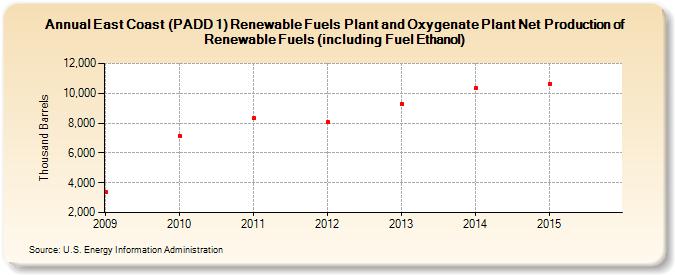 Annual East Coast (PADD 1) Renewable Fuels Plant and Oxygenate Plant Net Production of
Renewable Fuels (including Fuel Ethanol)
Thousand Barrels
12,000
10,000
8,000
6,000
4,000
2,000
2009 2010 2011 2012 2013 2014 2015
Source: U.S. Energy Information Administration